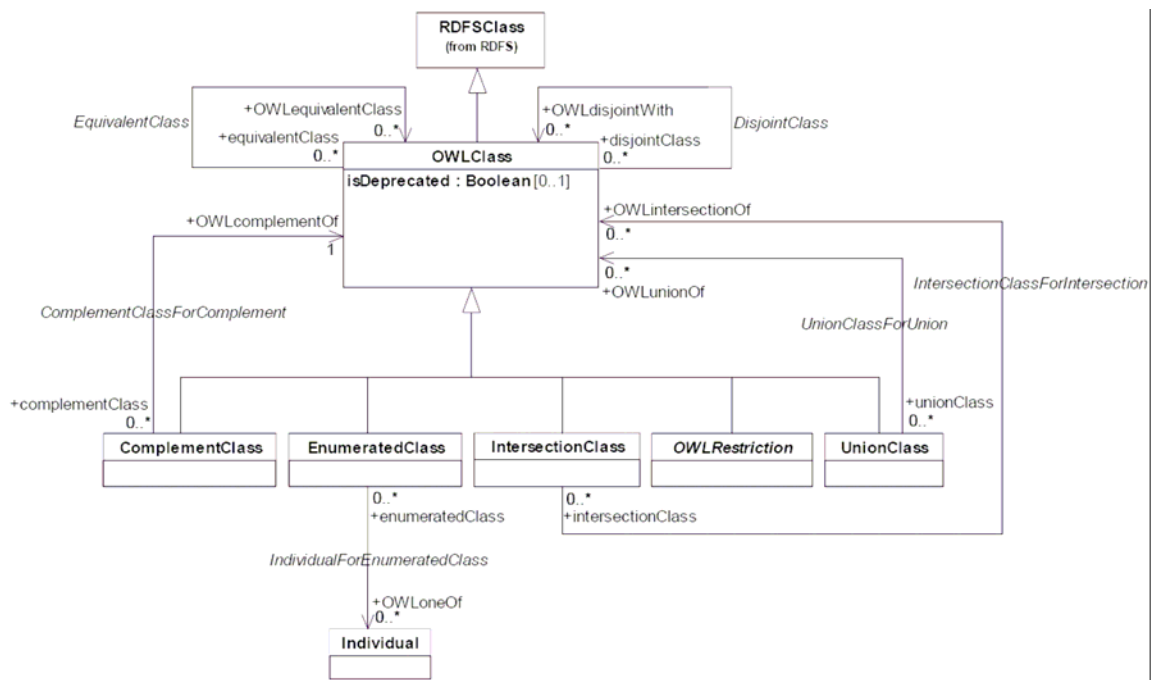 RDFSClass
(from RDFS)
EquivalentClass
+OWLequivalentClass
0..*
+equivalentClass
0..*
+OWLdisjointWith
0..*
+disjointClass
0..*
DisjointClass
OWLClass
isDeprecated : Boolean [0..1]
+OWLcomplementOf
1
+OWLintersectionOf
0..*
0..*
+OWLunionOf
IntersectionClassForIntersection
ComplementClassForComplement
UnionClassForUnion
+complementClass
0..*
+unionClass
0..*
ComplementClass
EnumeratedClass
IntersectionClass
OWLRestriction
UnionClass
0..*
+enumeratedClass
0..*
+intersectionClass
IndividualForEnumeratedClass
+OWLoneOf
0..*
Individual